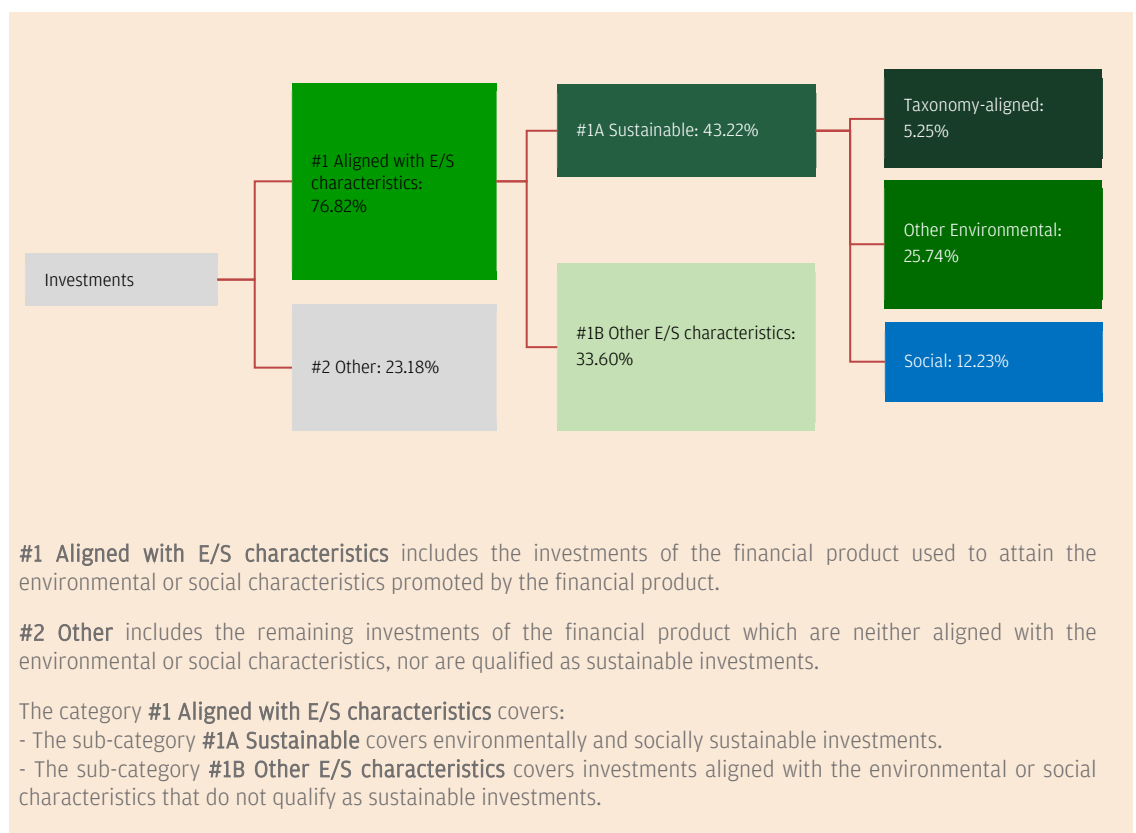 Investments
#1 Aligned with E/S
characteristics:
76.82%
#2 Other: 23.18%
#1A Sustainable: 43.22%
#1B Other E/S characteristics:
33.60%
Taxonomy-aligned:
5.25%
Other Environmental:
25.74%
Social: 12.23%
#1 Aligned with E/S characteristics includes the investments of the financial product used to attain the
environmental or social characteristics promoted by the financial product.
#2 Other includes the remaining investments of the financial product which are neither aligned with the
environmental or social characteristics, nor are qualified as sustainable investments.
The category #1 Aligned with E/S characteristics covers:
- The sub-category #1A Sustainable covers environmentally and socially sustainable investments.
- The sub-category #1B Other E/S characteristics covers investments aligned with the environmental or social
characteristics that do not qualify as sustainable investments.